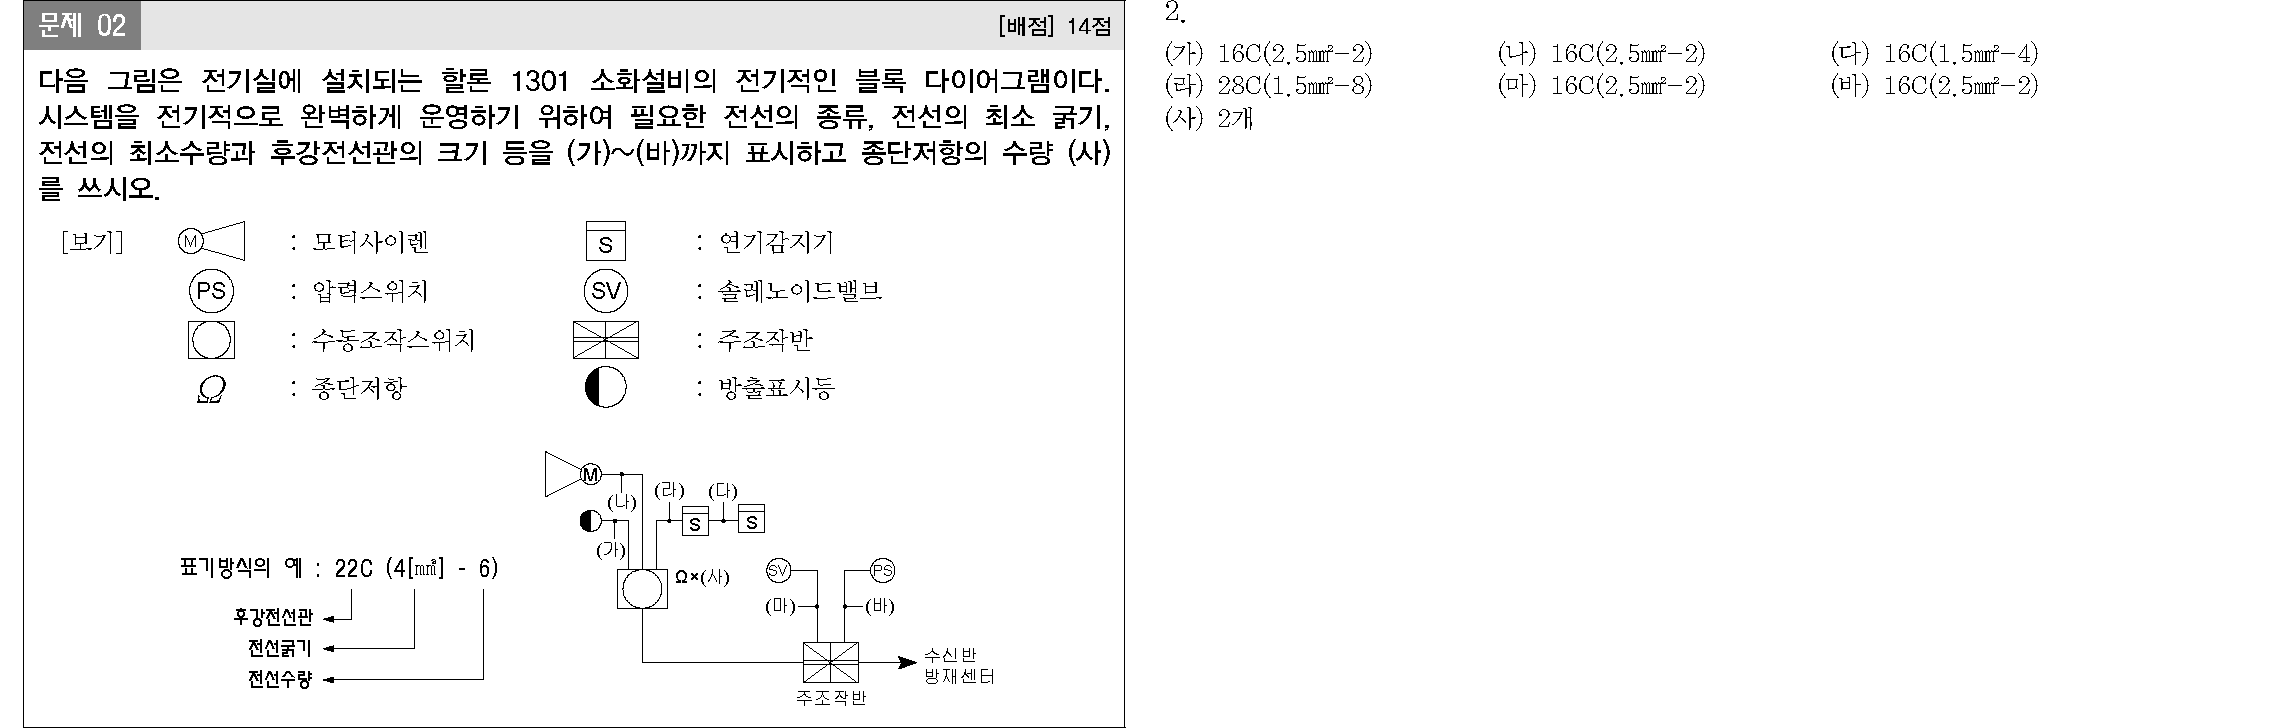 문제 02
[배점] 14점
다음 그림은 전기실에 설치되는 할론 1301 소화설비의 전기적인 블록 다이어그램이다.
시스템을 전기적으로 완벽하게 운영하기 위하여 필요한 전선의 종류, 전선의 최소 굵기,
전선의 최소수량과 후강전선관의 크기 등을 (가)～(바)까지 표시하고 종단저항의 수량 (사)
를 쓰시오.
[보기]
M : 모터사이렌
S : 연기감지기
PS : 압력스위치
SV : 솔레노이드밸브
: 수동조작스위치
: 주조작반
Ω : 종단저항
: 방출표시등
M
(나)
(라)
(다)
S
S
(가)
Ω×(사)
SV
PS
(마)
(바)
수신반
방재센터
주조작반
표기방식의 예 : 22C (4[㎟] - 6)
후강전선관
전선굵기
전선수량
2.
(가) 16C(2.5㎟-2) (나) 16C(2.5㎟-2) (다) 16C(1.5㎟-4)
(라) 28C(1.5㎟-8) (마) 16C(2.5㎟-2) (바) 16C(2.5㎟-2)
(사) 2개